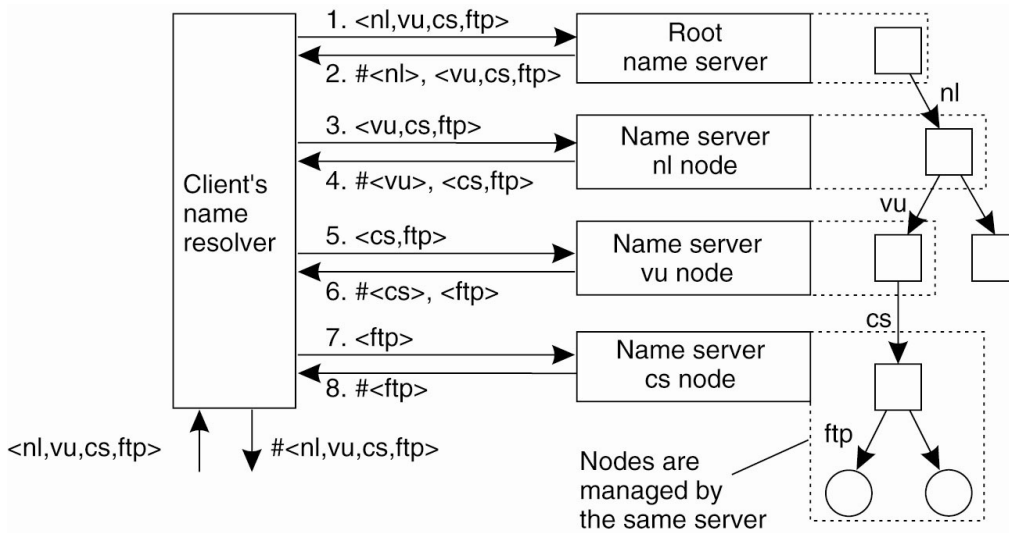 1. <nl,vu,cs,ftp>
2. #<nl>, <vu,cs,ftp>
Root
name server
nl
3. <vu,cs,ftp>
4. #<vu>, <cs,ftp>
Name server
nl node
Client's
name
resolver
vu
5. <cs,ftp>
6. #<cs>, <ftp>
Name server
vu node
cs
7. <ftp>
8. #<ftp>
Name server
cs node
<nl,vu,cs,ftp>
#<nl,vu,cs,ftp>
ftp
Nodes are
managed by
the same server